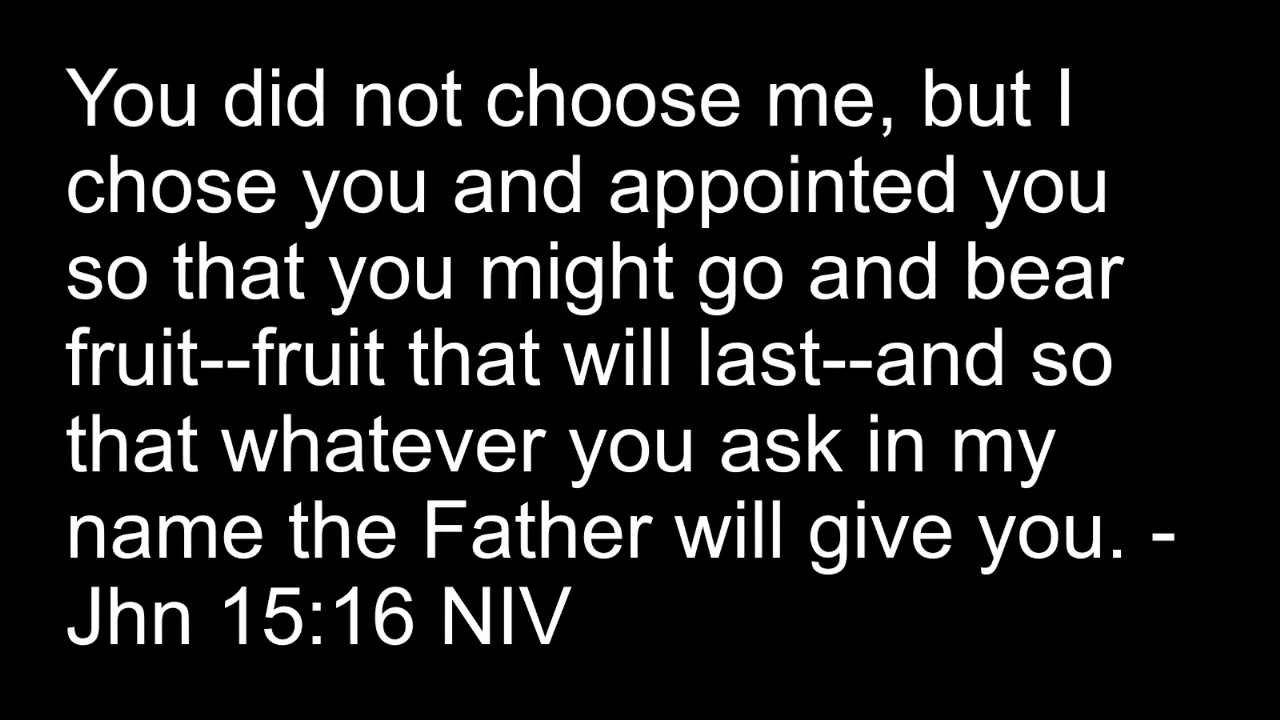 You did not choose me, but I
chose you and appointed you
so that you might go and bear
fruit--fruit that will last--and so
that whatever you ask in my
name the Father will give you. -
Jhn 15:16 NIV